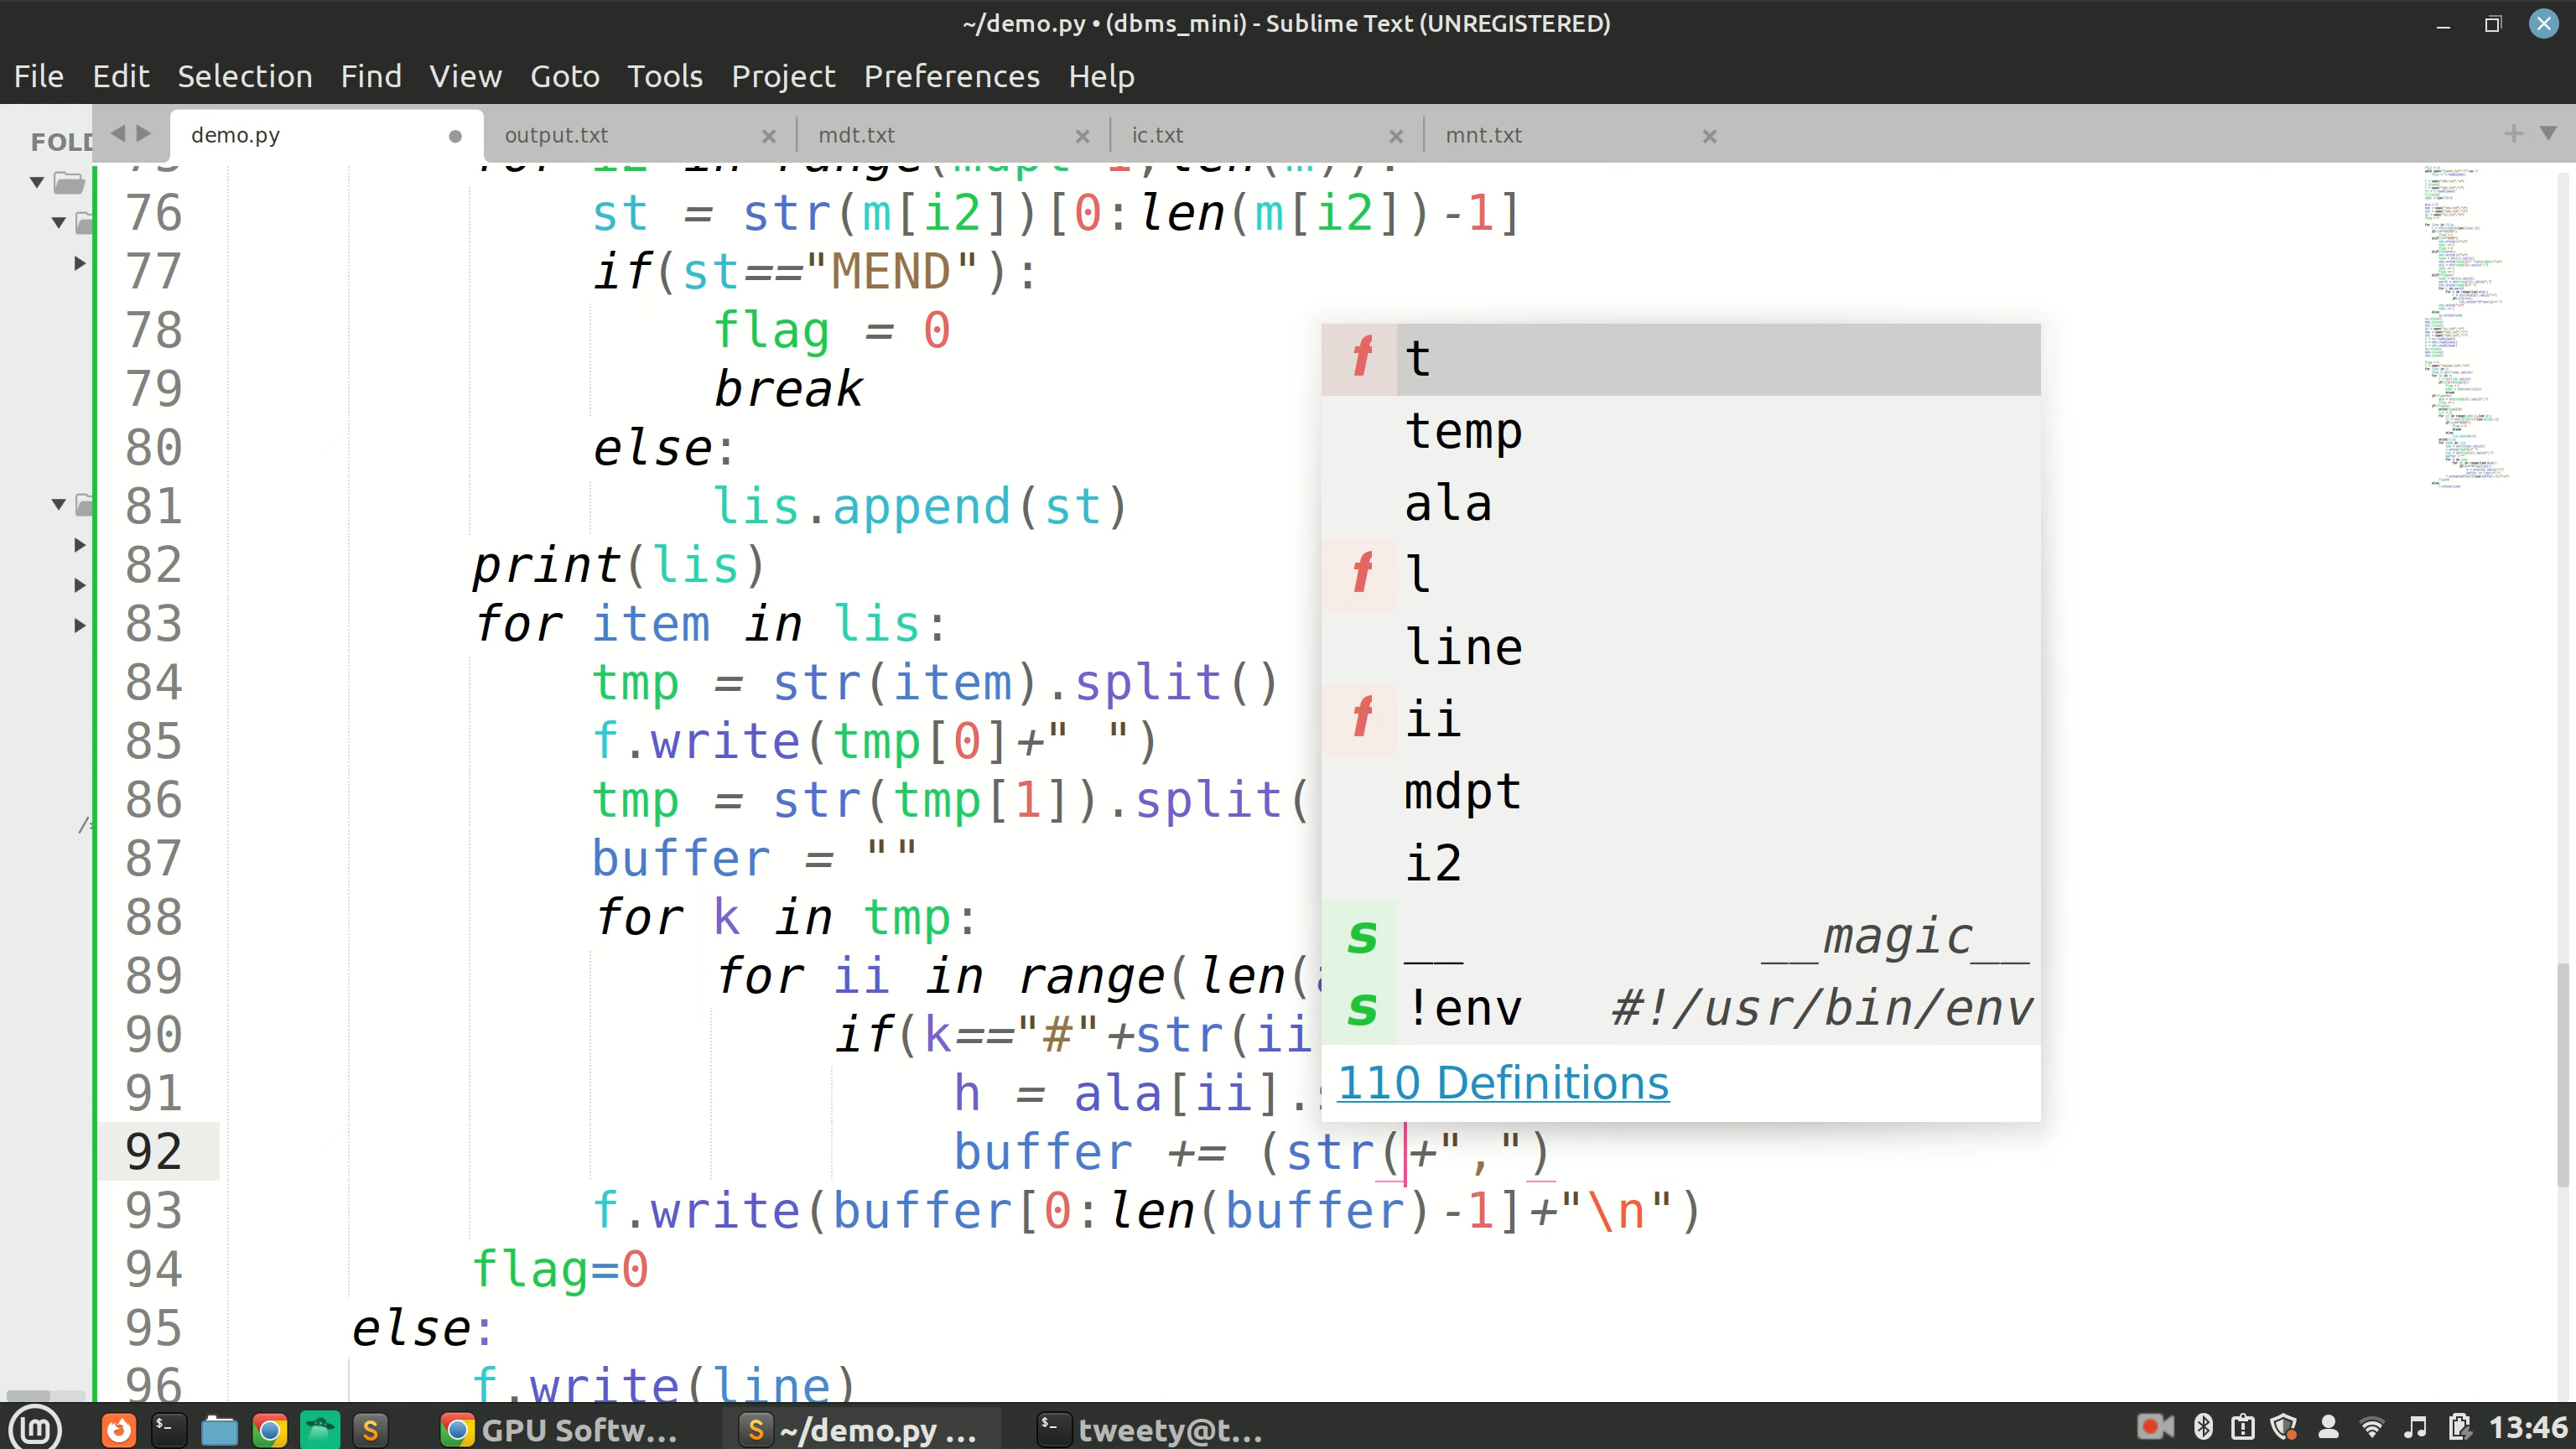 ~/demo.py • (dbms_mini) - Sublime Text (UNREGISTERED)
File Edit Selection Find View Goto Tools Project Preferences Help
FOLD
demo.py output.txt mdt.txt ic.txt mnt.txt
76 st = str(m[i2])[0:len(m[i2])-1]
77 if(st=="MEND"):
78 flag = 0
79 break
80 else:
81 lis.append(st)
82 print(lis)
83 for item in lis:
84 tmp = str(item).split()
85 f.write(tmp[0]+" ")
86 tmp = str(tmp[1]).split(
87 buffer = ""
88 for k in tmp:
89 for ii in range(len(
90 if(k=="#"+str(ii
91 h = ala[ii].
92 buffer += (str(+",")
93 f.write(buffer[0:len(buffer)-1]+"\n")
94 flag=0
95 else:
96 f.write(line)
f t
temp
ala
f l
line
f ii
mdpt
i2
s __ __magic__
s !env #!/usr/bin/env
110 Definitions
GPU Softw... ~/demo.py ... tweety@t... 13:46